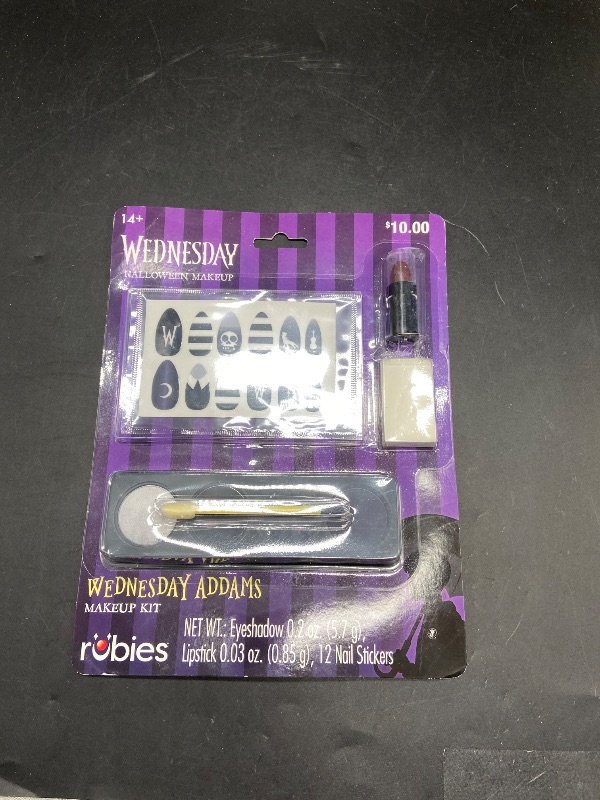 14+
$10.00
WEDNESDAY
HALLOWEEN MAKEUP
W
WEDNESDAY ADDAMS
MAKEUP KIT
rubies
NET WT.: Eyeshadow 0.2 oz. (5.7 g),
Lipstick 0.03 oz. (0.85 g), 12 Nail Stickers